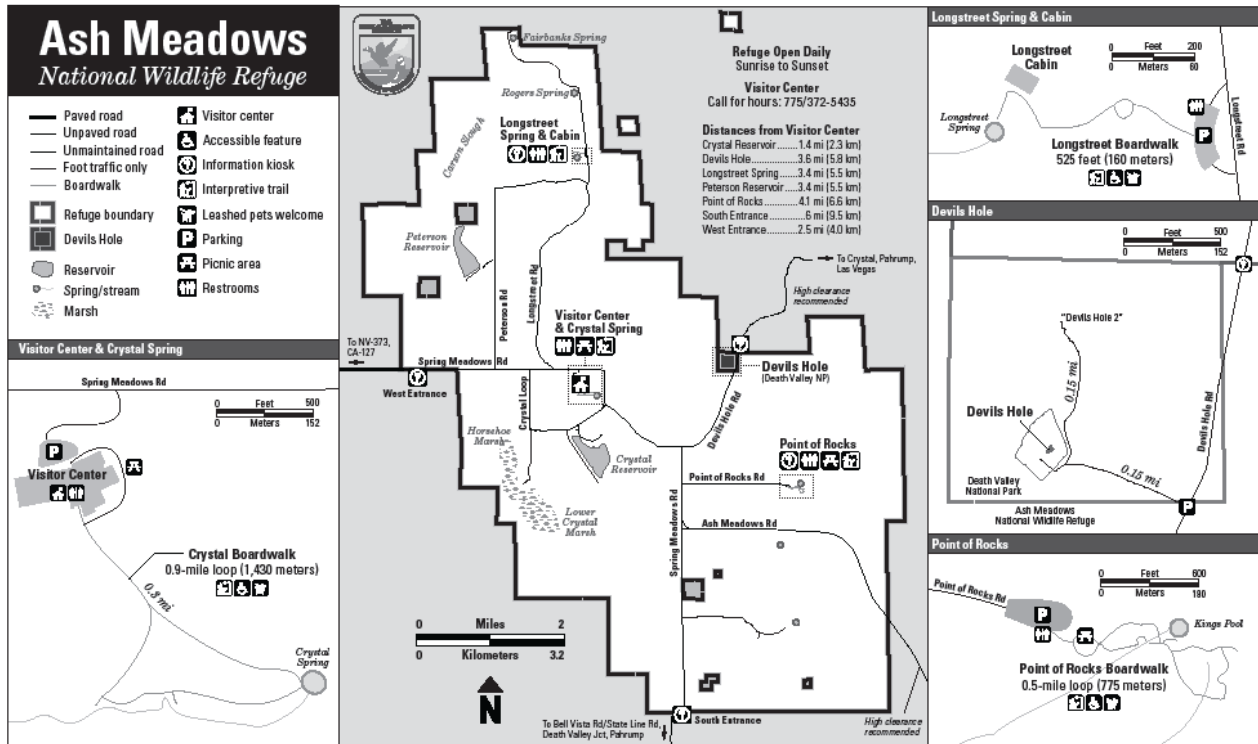 Ash Meadows
National Wildlife Refuge
Paved road
Unpaved road
Unmaintained road
Foot traffic only
Boardwalk
Refuge boundary
Devils Hole
Reservoir
Spring/stream
Marsh
Visitor center
Accessible feature
Information kiosk
Interpretive trail
Leashed pets welcome
P Parking
Picnic area
Restrooms
Visitor Center & Crystal Spring
Spring Meadows Rd
0 Feet 500
0 Meters 152
P
Visitor Center
Crystal Boardwalk
0.9-mile loop (1,430 meters)
0.3 mi
Crystal
Spring
Fairbanks Spring
Rogers Spring
Longstreet
Spring & Cabin
Carson Slough
Peterson
Reservoir
Peterson Rd
Longstreet Rd
Visitor Center
& Crystal Spring
To NV-373,
CA-127
Spring Meadows Rd
West Entrance
Crystal Loop
Horseshoe
Marsh
Crystal
Reservoir
Lower
Crystal
Marsh
Refuge Open Daily
Sunrise to Sunset
Visitor Center
Call for hours: 775/372-5435
Distances from Visitor Center
Crystal Reservoir..........1.4 mi (2.3 km)
Devils Hole..................3.6 mi (5.8 km)
Longstreet Spring......3.4 mi (5.5 km)
Peterson Reservoir....3.4 mi (5.5 km)
Point of Rocks.............4.1 mi (6.6 km)
South Entrance...............6 mi (9.5 km)
West Entrance.............2.5 mi (4.0 km)
To Crystal, Pahrump,
Las Vegas
High clearance
recommended
Devils Hole
(Death Valley NP)
Devils Hole Rd
Point of Rocks
Point of Rocks Rd
Ash Meadows Rd
Spring Meadows Rd
0 Miles 2
0 Kilometers 3.2
N
South Entrance
To Bell Vista Rd/State Line Rd,
Death Valley Jct, Pahrump
High clearance
recommended
Longstreet Spring & Cabin
Longstreet
Cabin
0 Feet 200
0 Meters 60
Longstreet
Spring
P
Longstreet Rd
Longstreet Boardwalk
525 feet (160 meters)
Devils Hole
0 Feet 500
0 Meters 152
"Devils Hole 2"
0.15 mi
Devils Hole
Devils Hole Rd
0.15 mi
Death Valley
National Park
P
Ash Meadows
National Wildlife Refuge
Point of Rocks
0 Feet 600
0 Meters 180
Point of Rocks Rd
P
Kings Pool
Point of Rocks Boardwalk
0.5-mile loop (775 meters)